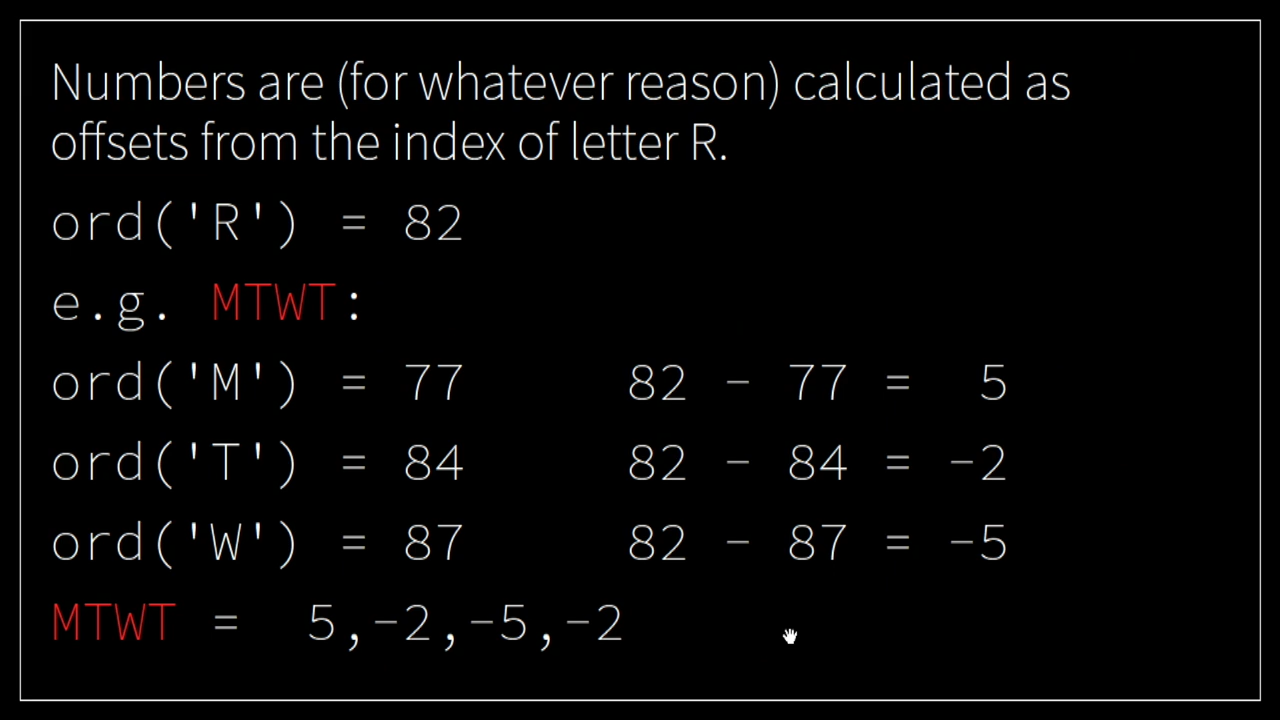 Numbers are (for whatever reason) calculated as
offsets from the index of letter R.
ord('R') = 82
e.g. MTWT:
ord('M') = 77     82 - 77 =  5
ord('T') = 84     82 - 84 = -2
ord('W') = 87     82 - 87 = -5
MTWT =  5,-2,-5,-2